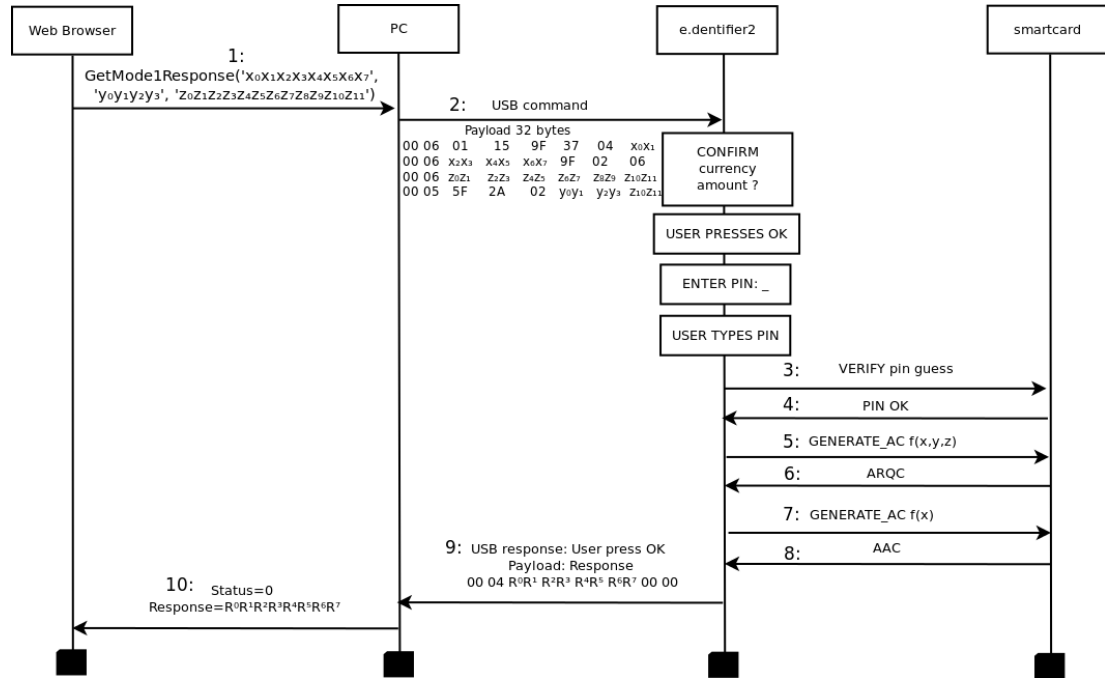 Web Browser
PC
e.dentifier2
smartcard
1:
GetMode1Response('x₀x₁x₂x₃x₄x₅x₆x₇',
'y₀y₁y₂y₃', 'z₀z₁z₂z₃z₄z₅z₆z₇z₈z₉z₁₀z₁₁')
2: USB command
Payload 32 bytes
00 06 01 15 9F 37 04 x₀x₁
00 06 x₂x₃ x₄x₅ x₆x₇ 9F 02 06
00 06 z₀z₁ z₂z₃ z₄z₅ z₆z₇ z₈z₉ z₁₀z₁₁
00 05 5F 2A 02 y₀y₁ y₂y₃ z₁₀z₁₁
CONFIRM
currency
amount ?
USER PRESSES OK
ENTER PIN: _
USER TYPES PIN
3: VERIFY pin guess
4: PIN OK
5: GENERATE_AC f(x,y,z)
6: ARQC
7: GENERATE_AC f(x)
8: AAC
9: USB response: User press OK
Payload: Response
00 04 R⁰R¹ R²R³ R⁴R⁵ R⁶R⁷ 00 00
10: Status=0
Response=R⁰R¹R²R³R⁴R⁵R⁶R⁷